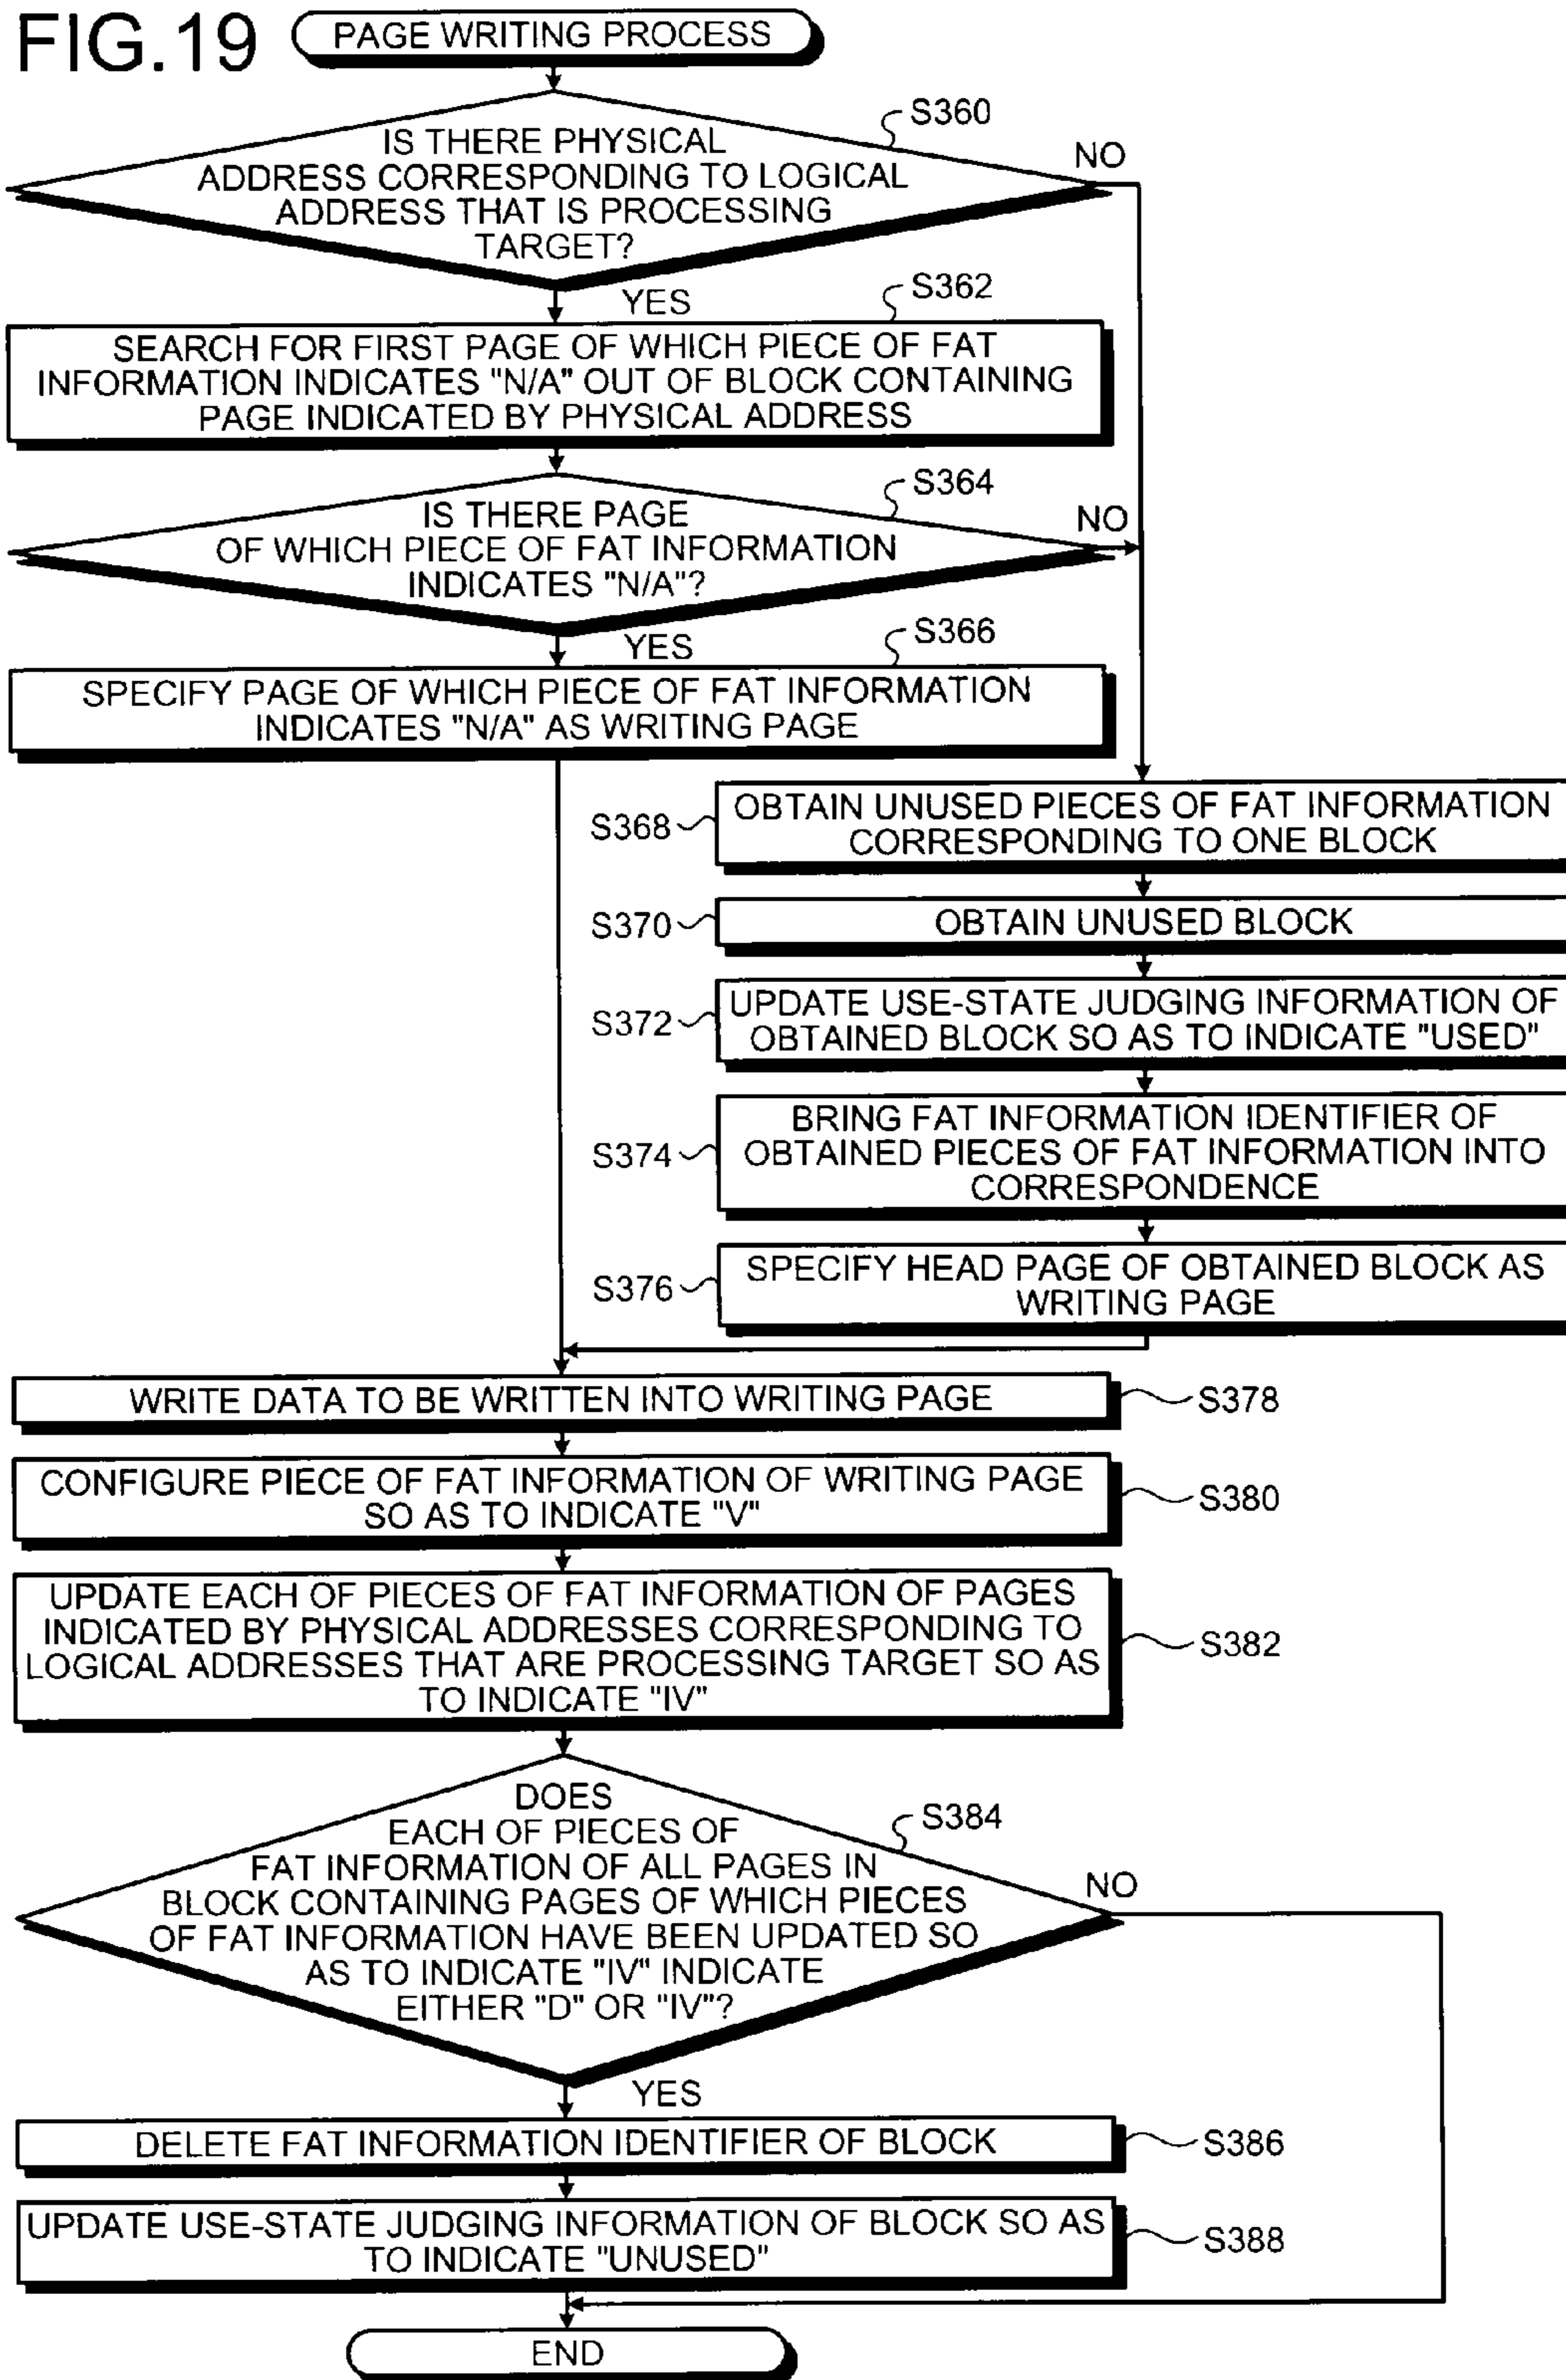 FIG.19
PAGE WRITING PROCESS
S360
IS THERE PHYSICAL
ADDRESS CORRESPONDING TO LOGICAL
ADDRESS THAT IS PROCESSING
TARGET?
NO
YES
S362
SEARCH FOR FIRST PAGE OF WHICH PIECE OF FAT
INFORMATION INDICATES "N/A" OUT OF BLOCK CONTAINING
PAGE INDICATED BY PHYSICAL ADDRESS
S364
IS THERE PAGE
OF WHICH PIECE OF FAT INFORMATION
INDICATES "N/A"?
NO
YES
S366
SPECIFY PAGE OF WHICH PIECE OF FAT INFORMATION
INDICATES "N/A" AS WRITING PAGE
S368
OBTAIN UNUSED PIECES OF FAT INFORMATION
CORRESPONDING TO ONE BLOCK
S370
OBTAIN UNUSED BLOCK
S372
UPDATE USE-STATE JUDGING INFORMATION OF
OBTAINED BLOCK SO AS TO INDICATE "USED"
S374
BRING FAT INFORMATION IDENTIFIER OF
OBTAINED PIECES OF FAT INFORMATION INTO
CORRESPONDENCE
S376
SPECIFY HEAD PAGE OF OBTAINED BLOCK AS
WRITING PAGE
WRITE DATA TO BE WRITTEN INTO WRITING PAGE
S378
CONFIGURE PIECE OF FAT INFORMATION OF WRITING PAGE
SO AS TO INDICATE "V"
S380
UPDATE EACH OF PIECES OF FAT INFORMATION OF PAGES
INDICATED BY PHYSICAL ADDRESSES CORRESPONDING TO
LOGICAL ADDRESSES THAT ARE PROCESSING TARGET SO AS
TO INDICATE "IV"
S382
DOES
EACH OF PIECES OF
FAT INFORMATION OF ALL PAGES IN
BLOCK CONTAINING PAGES OF WHICH PIECES
OF FAT INFORMATION HAVE BEEN UPDATED SO
AS TO INDICATE "IV" INDICATE
EITHER "D" OR "IV"?
S384
NO
YES
DELETE FAT INFORMATION IDENTIFIER OF BLOCK
S386
UPDATE USE-STATE JUDGING INFORMATION OF BLOCK SO AS
TO INDICATE "UNUSED"
S388
END